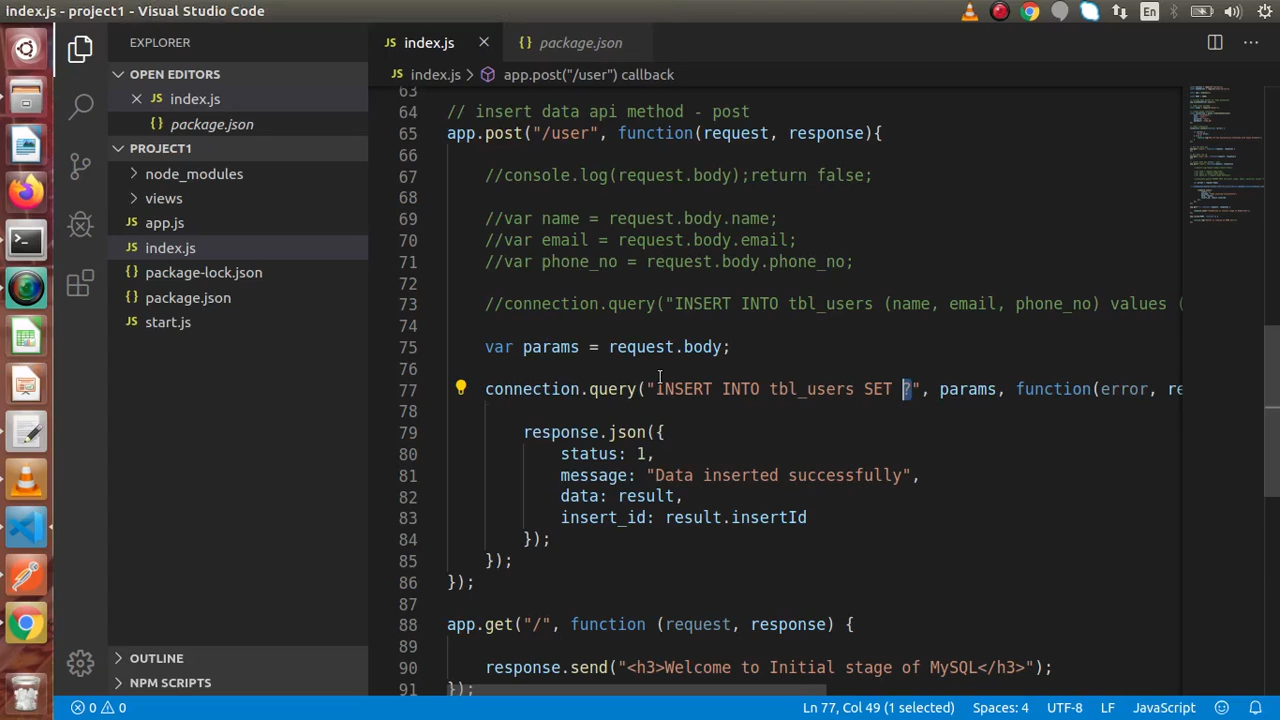 index.js - project1 - Visual Studio Code
En
EXPLORER
OPEN EDITORS
index.js
package.json
PROJECT1
node_modules
views
app.js
index.js
package-lock.json
package.json
start.js
OUTLINE
NPM SCRIPTS
index.js
package.json
index.js > app.post("/user") callback
63
64 // insert data api method - post
65 app.post("/user", function(request, response){
66
67 //console.log(request.body);return false;
68
69 //var name = request.body.name;
70 //var email = request.body.email;
71 //var phone_no = request.body.phone_no;
72
73 //connection.query("INSERT INTO tbl_users (name, email, phone_no) values (
74
75 var params = request.body;
76
77 connection.query("INSERT INTO tbl_users SET ?", params, function(error, re
78
79 response.json({
80 status: 1,
81 message: "Data inserted successfully",
82 data: result,
83 insert_id: result.insertId
84 });
85 });
86 });
87
88 app.get("/", function (request, response) {
89
90 response.send("<h3>Welcome to Initial stage of MySQL</h3>");
91 });
0 0
Ln 77, Col 49 (1 selected)
Spaces: 4
UTF-8
LF
JavaScript